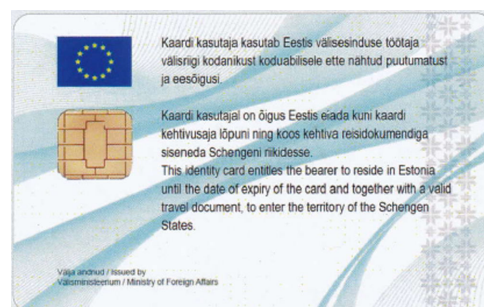 Kaardi kasutaja kasutab Eestis välisesinduse töötaja
välisriigi kodanikust koduabilisele ette nähtud puutumatust
ja eesõigusi.
Kaardi kasutajal on õigus Eestis elada kuni kaardi
kehtivusaja lõpuni ning koos kehtiva reisidokumendiga
siseneda Schengeni riikidesse.
This identity card entitles the bearer to reside in Estonia
until the date of expiry of the card and together with a valid
travel document, to enter the territory of the Schengen
States.
Välja andnud / Issued by
Välisministeerium / Ministry of Foreign Affairs